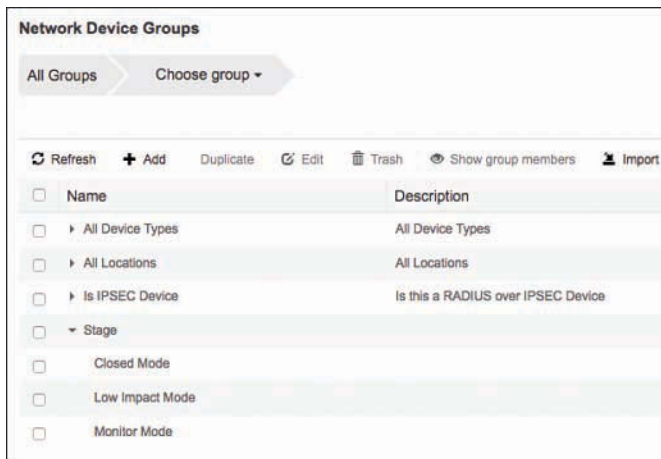 Network Device Groups
All Groups Choose group
Refresh Add Duplicate Edit Trash Show group members Import
Name Description
All Device Types All Device Types
All Locations All Locations
Is IPSEC Device Is this a RADIUS over IPSEC Device
Stage
Closed Mode
Low Impact Mode
Monitor Mode